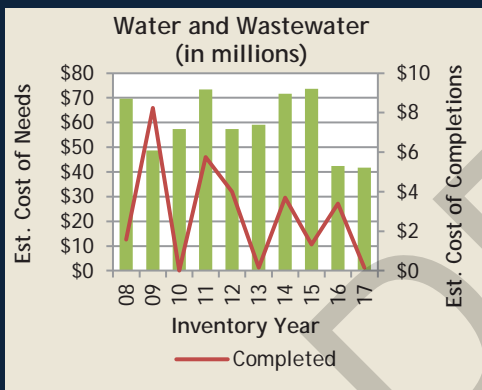 Water and Wastewater
(in millions)
Est. Cost of Needs
$80
$70
$60
$50
$40
$30
$20
$10
$0
$10
$8
$6
$4
$2
$0
Est. Cost of Completions
08 09 10 11 12 13 14 15 16 17
Inventory Year
Completed